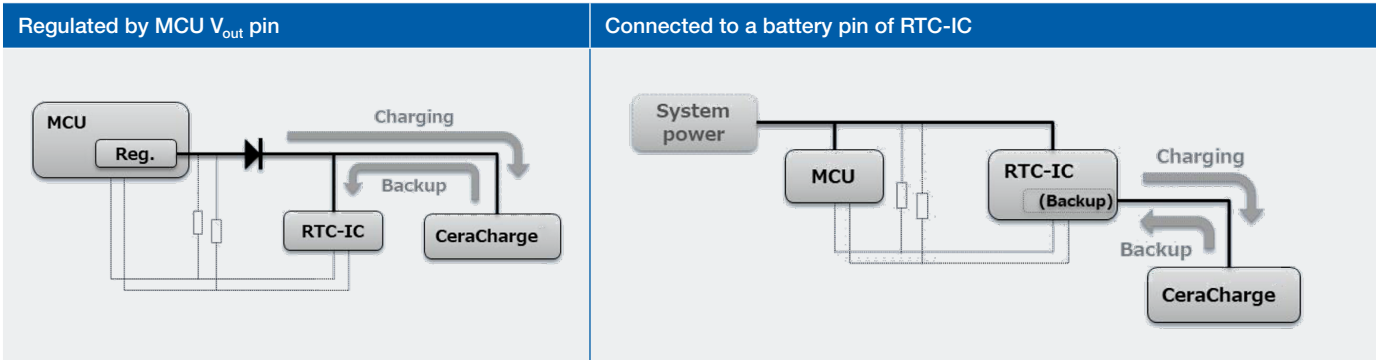 Regulated by MCU Vout pin
MCU
Reg.
Charging
Backup
RTC-IC
CeraCharge
Connected to a battery pin of RTC-IC
System
power
MCU
RTC-IC
(Backup)
Charging
Backup
CeraCharge